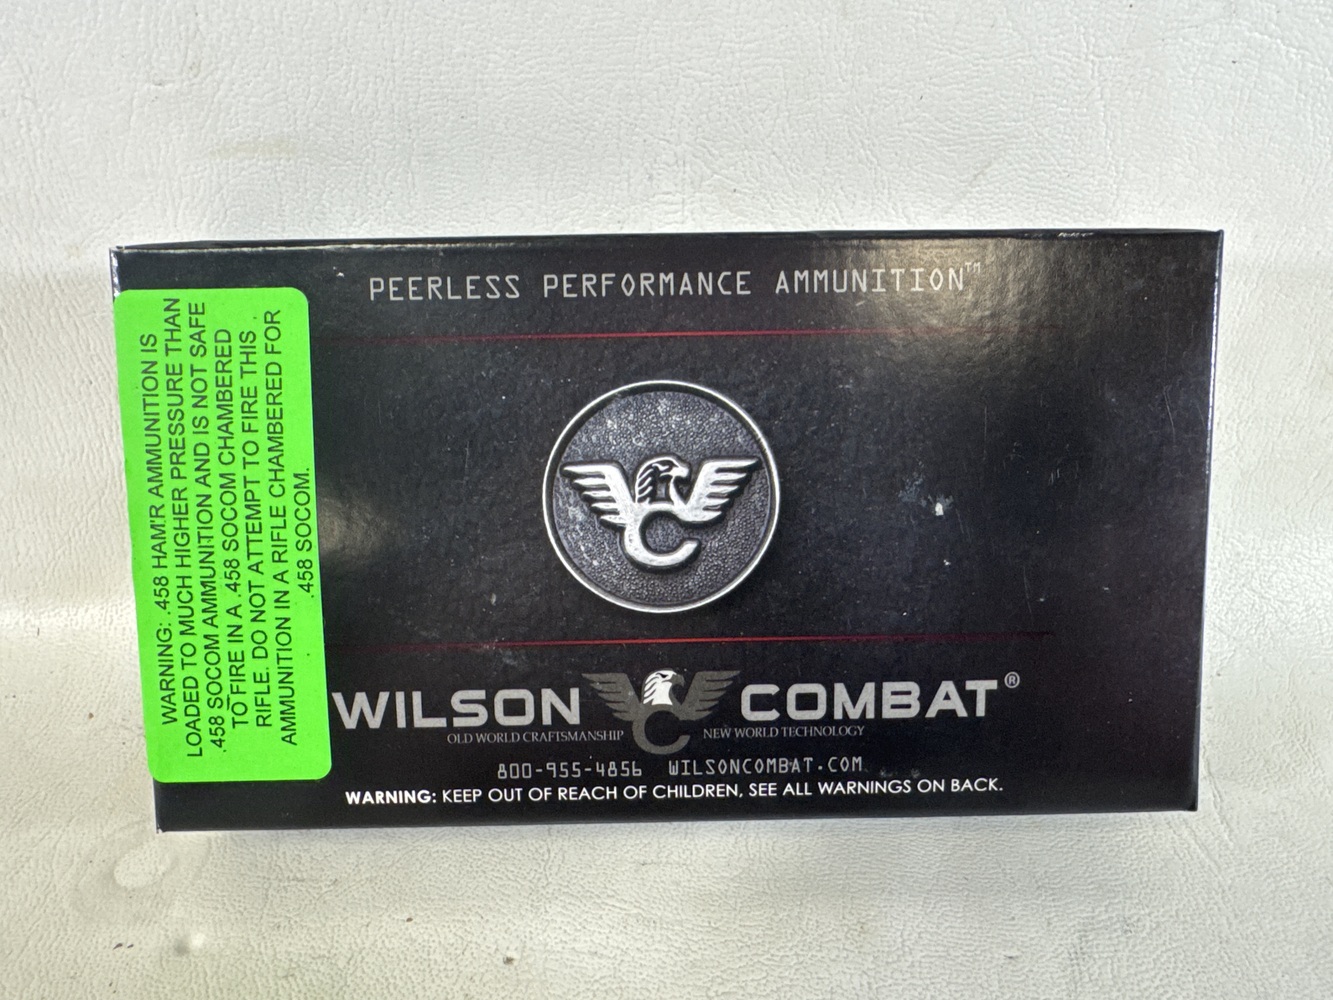 PEERLESS PERFORMANCE AMMUNITION™
WARNING: .458 HAM'R AMMUNITION IS
LOADED TO MUCH HIGHER PRESSURE THAN
.458 SOCOM AMMUNITION AND IS NOT SAFE
TO FIRE IN A .458 SOCOM CHAMBERED
RIFLE. DO NOT ATTEMPT TO FIRE THIS
AMMUNITION IN A RIFLE CHAMBERED FOR
.458 SOCOM.
WILSON COMBAT®
OLD WORLD CRAFTSMANSHIP NEW WORLD TECHNOLOGY
800-955-4856 WILSONCOMBAT.COM
WARNING: KEEP OUT OF REACH OF CHILDREN, SEE ALL WARNINGS ON BACK.